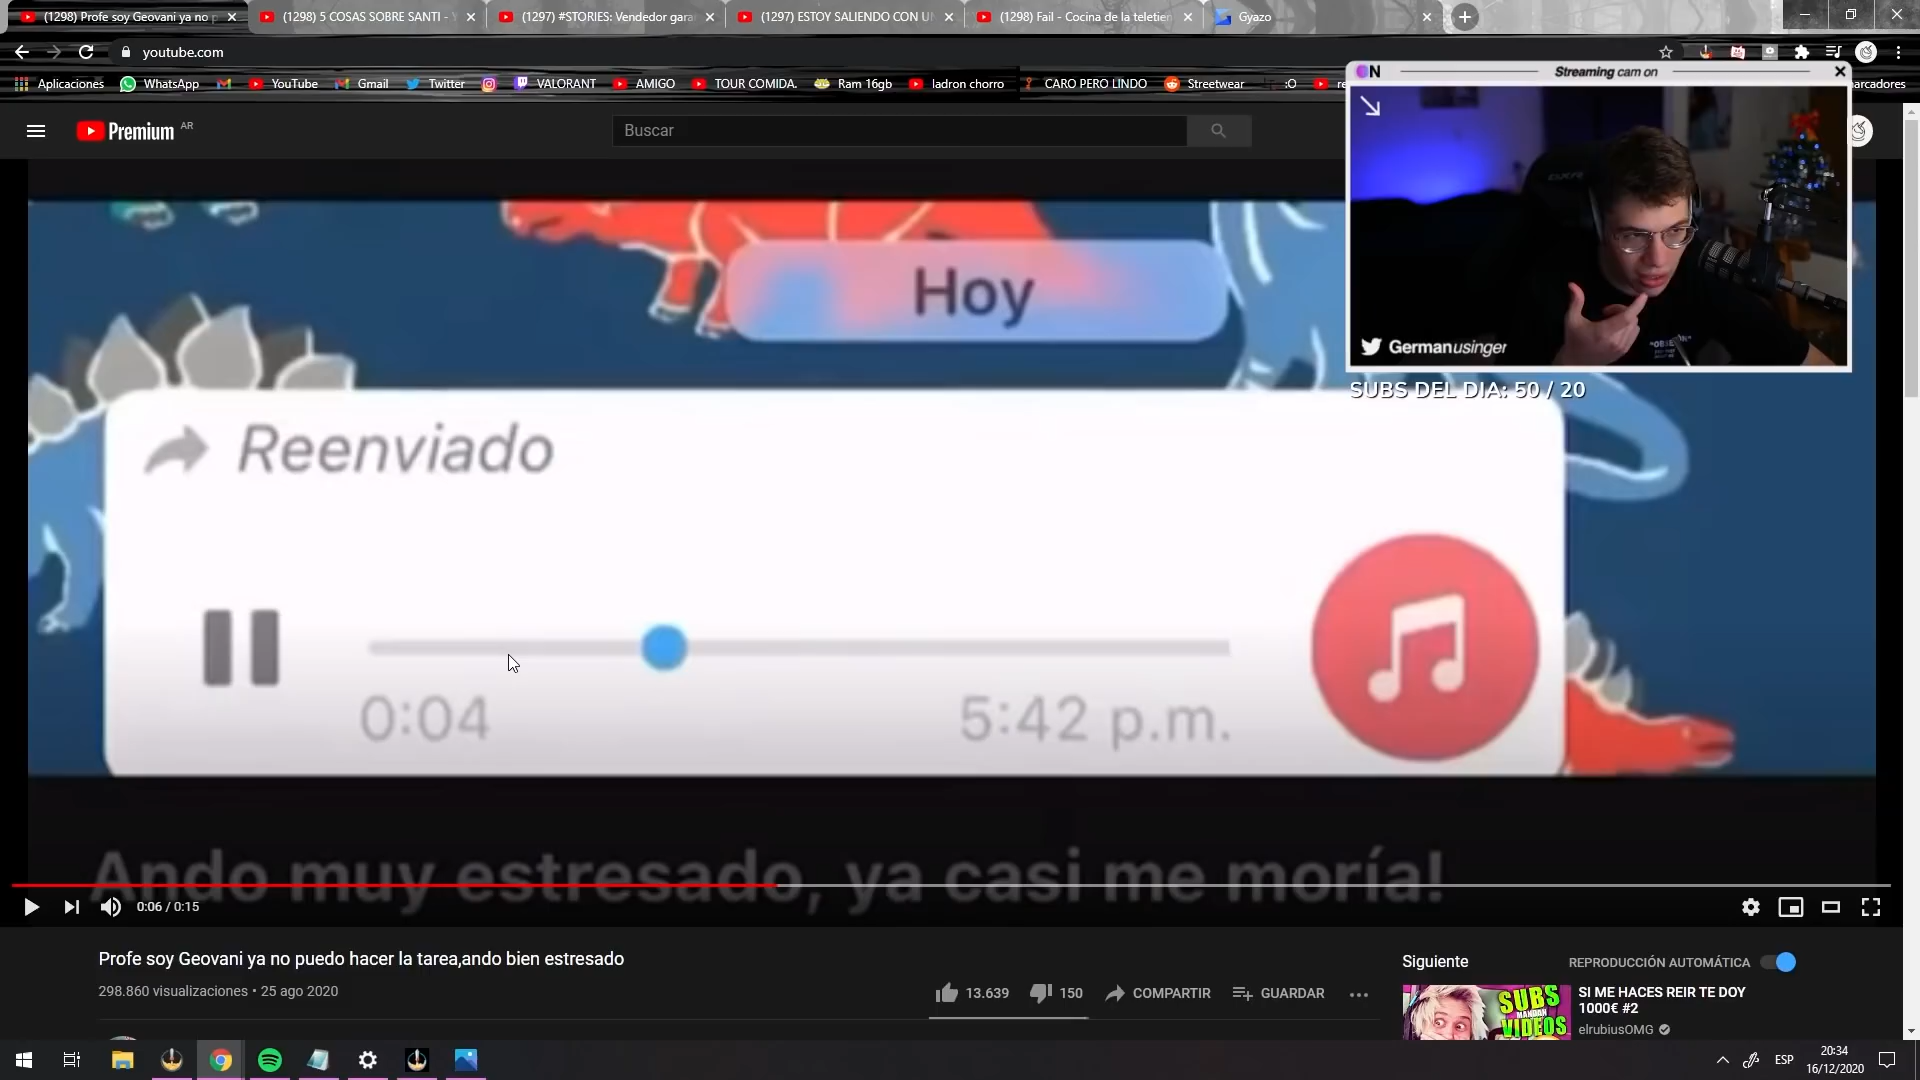 (1298) Profe soy Geovani ya no p
(1298) 5 COSAS SOBRE SANTI - Y
(1297) #STORIES: Vendedor gara
(1297) ESTOY SALIENDO CON U
(1298) Fail - Cocina de la teletien
Gyazo
youtube.com
Aplicaciones
WhatsApp
YouTube
Gmail
Twitter
VALORANT
AMIGO
TOUR COMIDA.
Ram 16gb
ladron chorro
CARO PERO LINDO
Streetwear
:O
re
narcadores
ON
Streaming cam on
Premium AR
Buscar
Germanusinger
SUBS DEL DIA: 50 / 20
Hoy
Reenviado
0:04
5:42 p.m.
Ando muy estresado, ya casi me moría!
0:06 / 0:15
Profe soy Geovani ya no puedo hacer la tarea,ando bien estresado
298.860 visualizaciones • 25 ago 2020
13.639
150
COMPARTIR
GUARDAR
Siguiente
REPRODUCCIÓN AUTOMÁTICA
SUBS
MANDAN
VIDEOS
SI ME HACES REIR TE DOY
1000€ #2
elrubiusOMG
ESP
20:34
16/12/2020